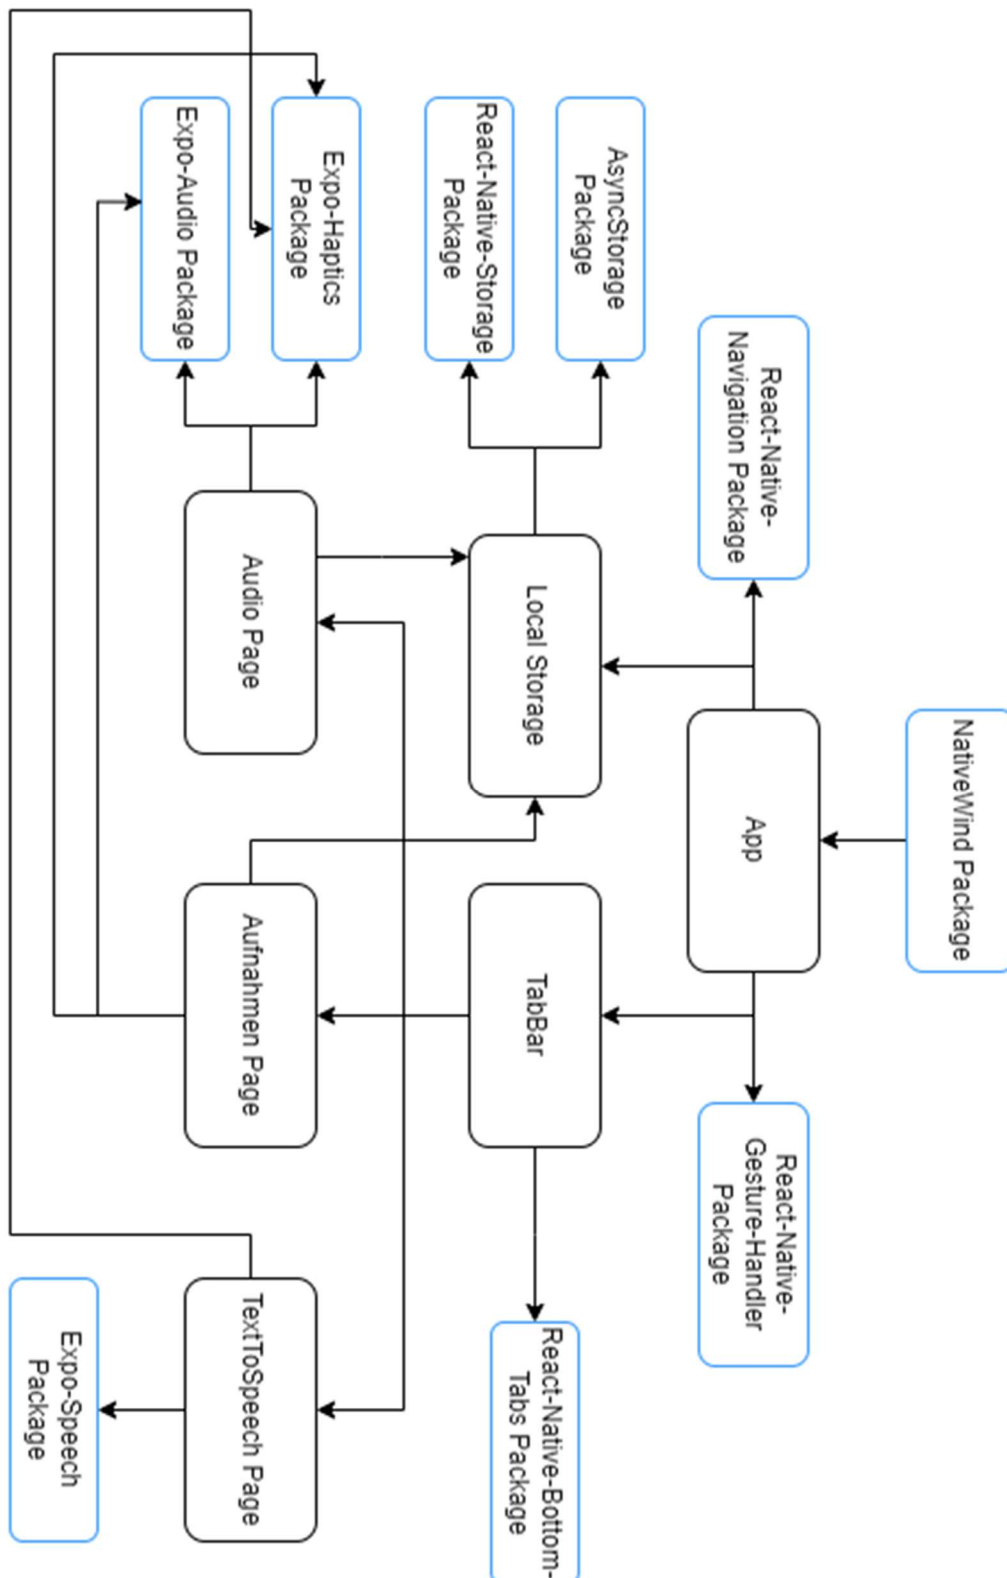 NativeWind Package
React-Native-
Navigation Package
App
React-Native-
Gesture-Handler
Package
AsyncStorage
Package
React-Native-Storage
Package
Local Storage
TabBar
React-Native-Bottom-
Tabs Package
Expo-Haptics
Package
Expo-Audio Package
Audio Page
Aufnahmen Page
TextToSpeech Page
Expo-Speech
Package